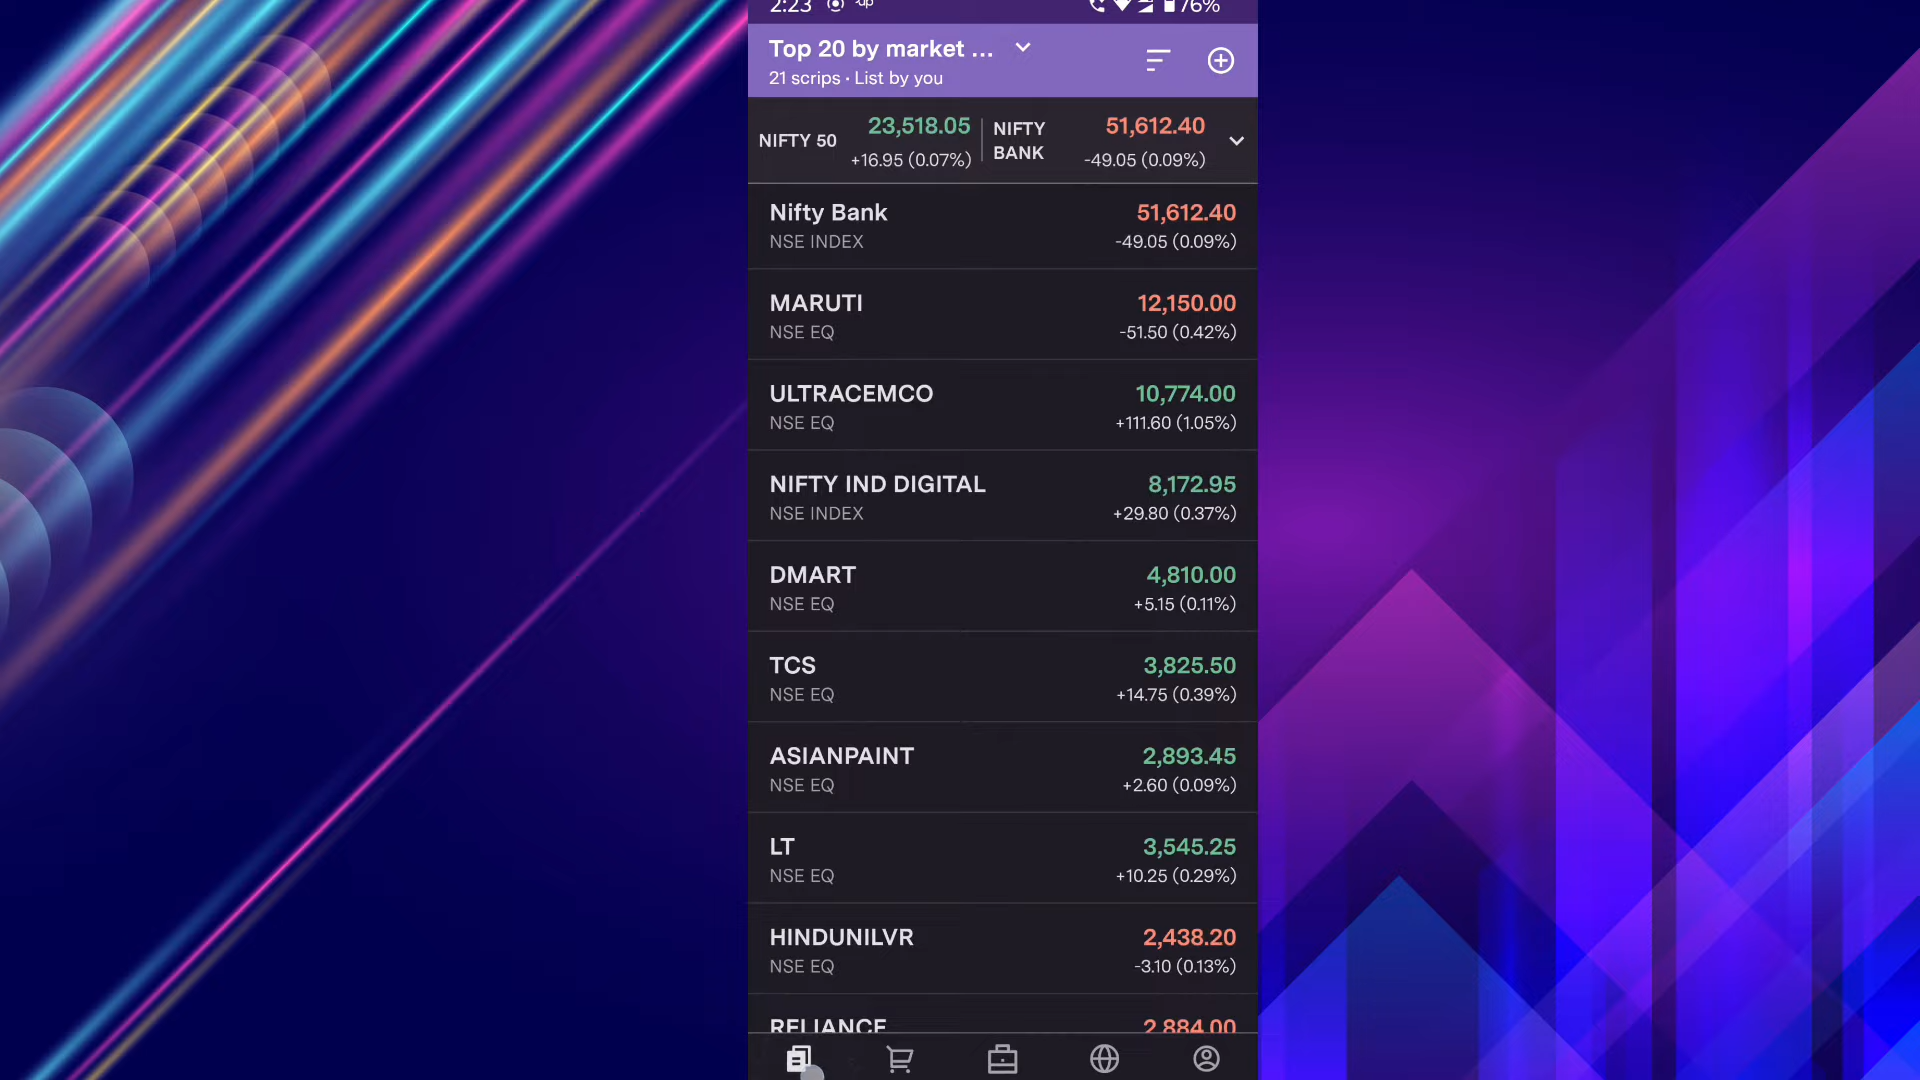 2:23 up 76%
Top 20 by market ...
21 scrips · List by you
NIFTY 50 23,518.05 +16.95 (0.07%)
NIFTY BANK 51,612.40 -49.05 (0.09%)
Nifty Bank 51,612.40
NSE INDEX -49.05 (0.09%)
MARUTI 12,150.00
NSE EQ -51.50 (0.42%)
ULTRACEMCO 10,774.00
NSE EQ +111.60 (1.05%)
NIFTY IND DIGITAL 8,172.95
NSE INDEX +29.80 (0.37%)
DMART 4,810.00
NSE EQ +5.15 (0.11%)
TCS 3,825.50
NSE EQ +14.75 (0.39%)
ASIANPAINT 2,893.45
NSE EQ +2.60 (0.09%)
LT 3,545.25
NSE EQ +10.25 (0.29%)
HINDUNILVR 2,438.20
NSE EQ -3.10 (0.13%)
RELIANCE 2,884.00